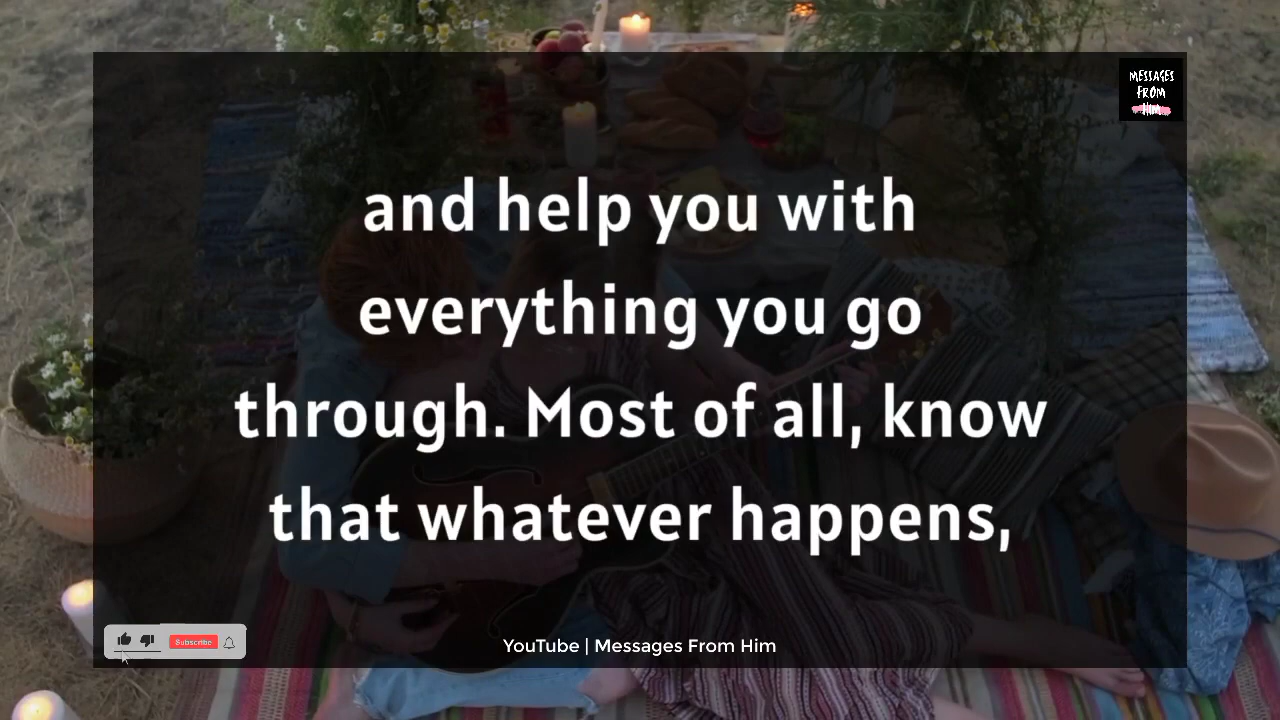 MESSAGES
FROM
HIM
and help you with
everything you go
through. Most of all, know
that whatever happens,
Subscribe
YouTube | Messages From Him